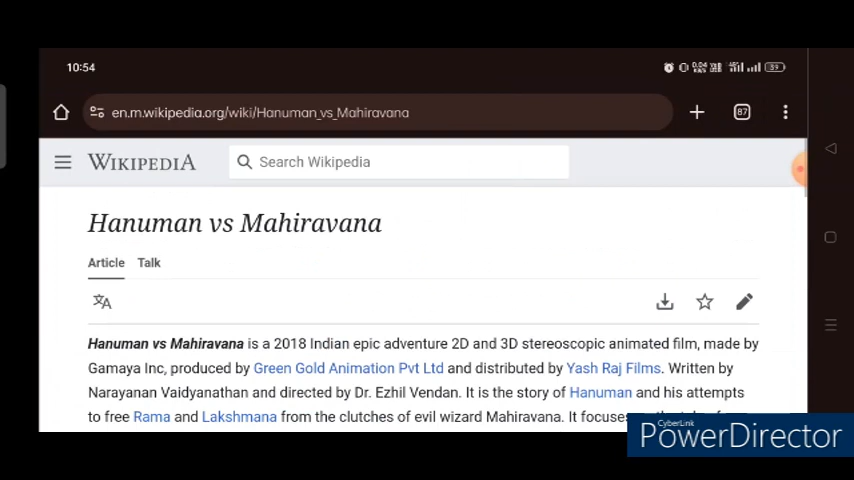 10:54
0.04
59
en.m.wikipedia.org/wiki/Hanuman_vs_Mahiravana
87
WIKIPEDIA
Search Wikipedia
Hanuman vs Mahiravana
Article Talk
Hanuman vs Mahiravana is a 2018 Indian epic adventure 2D and 3D stereoscopic animated film, made by
Gamaya Inc, produced by Green Gold Animation Pvt Ltd and distributed by Yash Raj Films. Written by
Narayanan Vaidyanathan and directed by Dr. Ezhil Vendan. It is the story of Hanuman and his attempts
to free Rama and Lakshmana from the clutches of evil wizard Mahiravana. It
CyberLink
PowerDirector